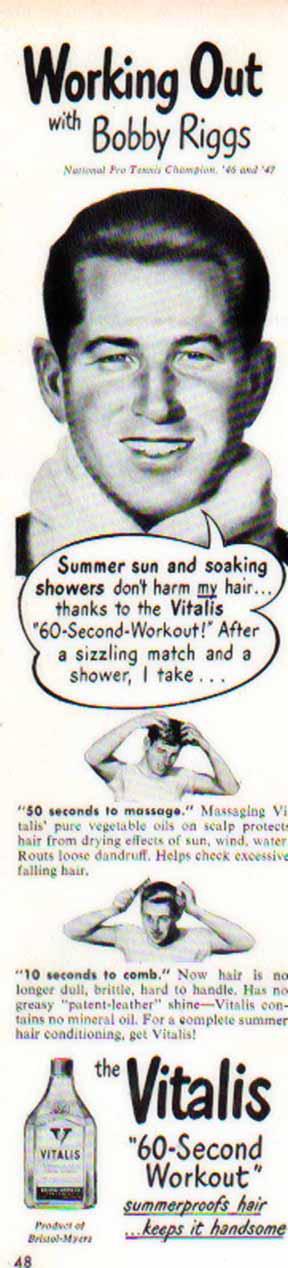 Working Out
with Bobby Riggs
National Pro Tennis Champion, '46 and '47
Summer sun and soaking
showers don't harm my hair...
thanks to the Vitalis
"60-Second-Workout!" After
a sizzling match and a
shower, I take...
"50 seconds to massage." Massaging Vi-
talis' pure vegetable oils on scalp protects
hair from drying effects of sun, wind, water
Routs loose dandruff. Helps check excessive
falling hair.
"10 seconds to comb." Now hair is no
longer dull, brittle, hard to handle. Has no
greasy "patent-leather" shine—Vitalis con-
tains no mineral oil. For a complete summer
hair conditioning, get Vitalis!
the Vitalis
"60-Second
Workout"
summerproofs hair
...keeps it handsome
VITALIS
Product of
Bristol-Myers
48